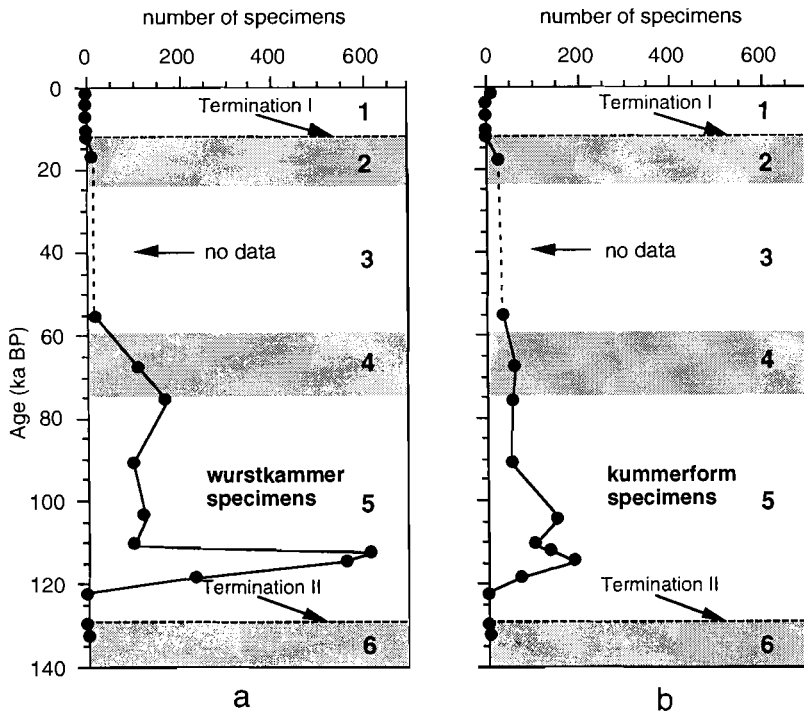 number of specimens
0 200 400 600
number of specimens
0 200 400 600
Age (ka BP)
0
20
40
60
80
100
120
140
Termination I
1
2
no data
3
4
wurstkammer
specimens
5
Termination II
6
a
Termination I
1
2
no data
3
4
kummerform
specimens
5
Termination II
6
b